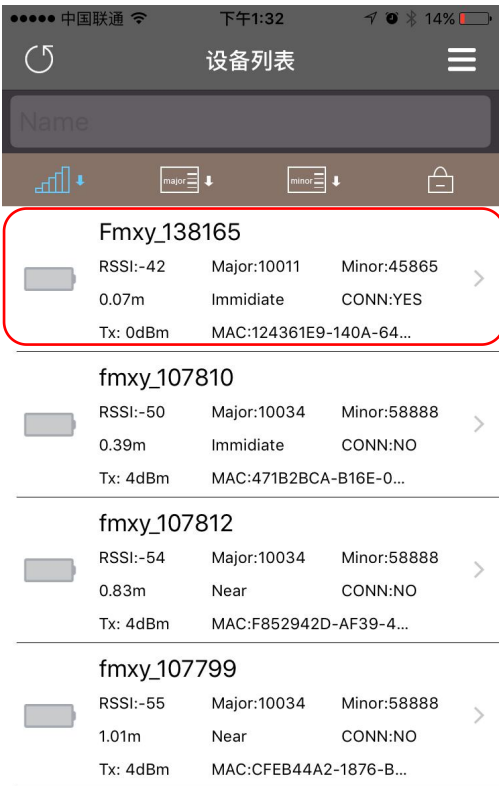 中国联通 下午1:32 14%
设备列表
Name
major minor
Fmxy_138165
RSSI:-42 Major:10011 Minor:45865
0.07m Immidiate CONN:YES
Tx: 0dBm MAC:124361E9-140A-64...
fmxy_107810
RSSI:-50 Major:10034 Minor:58888
0.39m Immidiate CONN:NO
Tx: 4dBm MAC:471B2BCA-B16E-0...
fmxy_107812
RSSI:-54 Major:10034 Minor:58888
0.83m Near CONN:NO
Tx: 4dBm MAC:F852942D-AF39-4...
fmxy_107799
RSSI:-55 Major:10034 Minor:58888
1.01m Near CONN:NO
Tx: 4dBm MAC:CFEB44A2-1876-B...